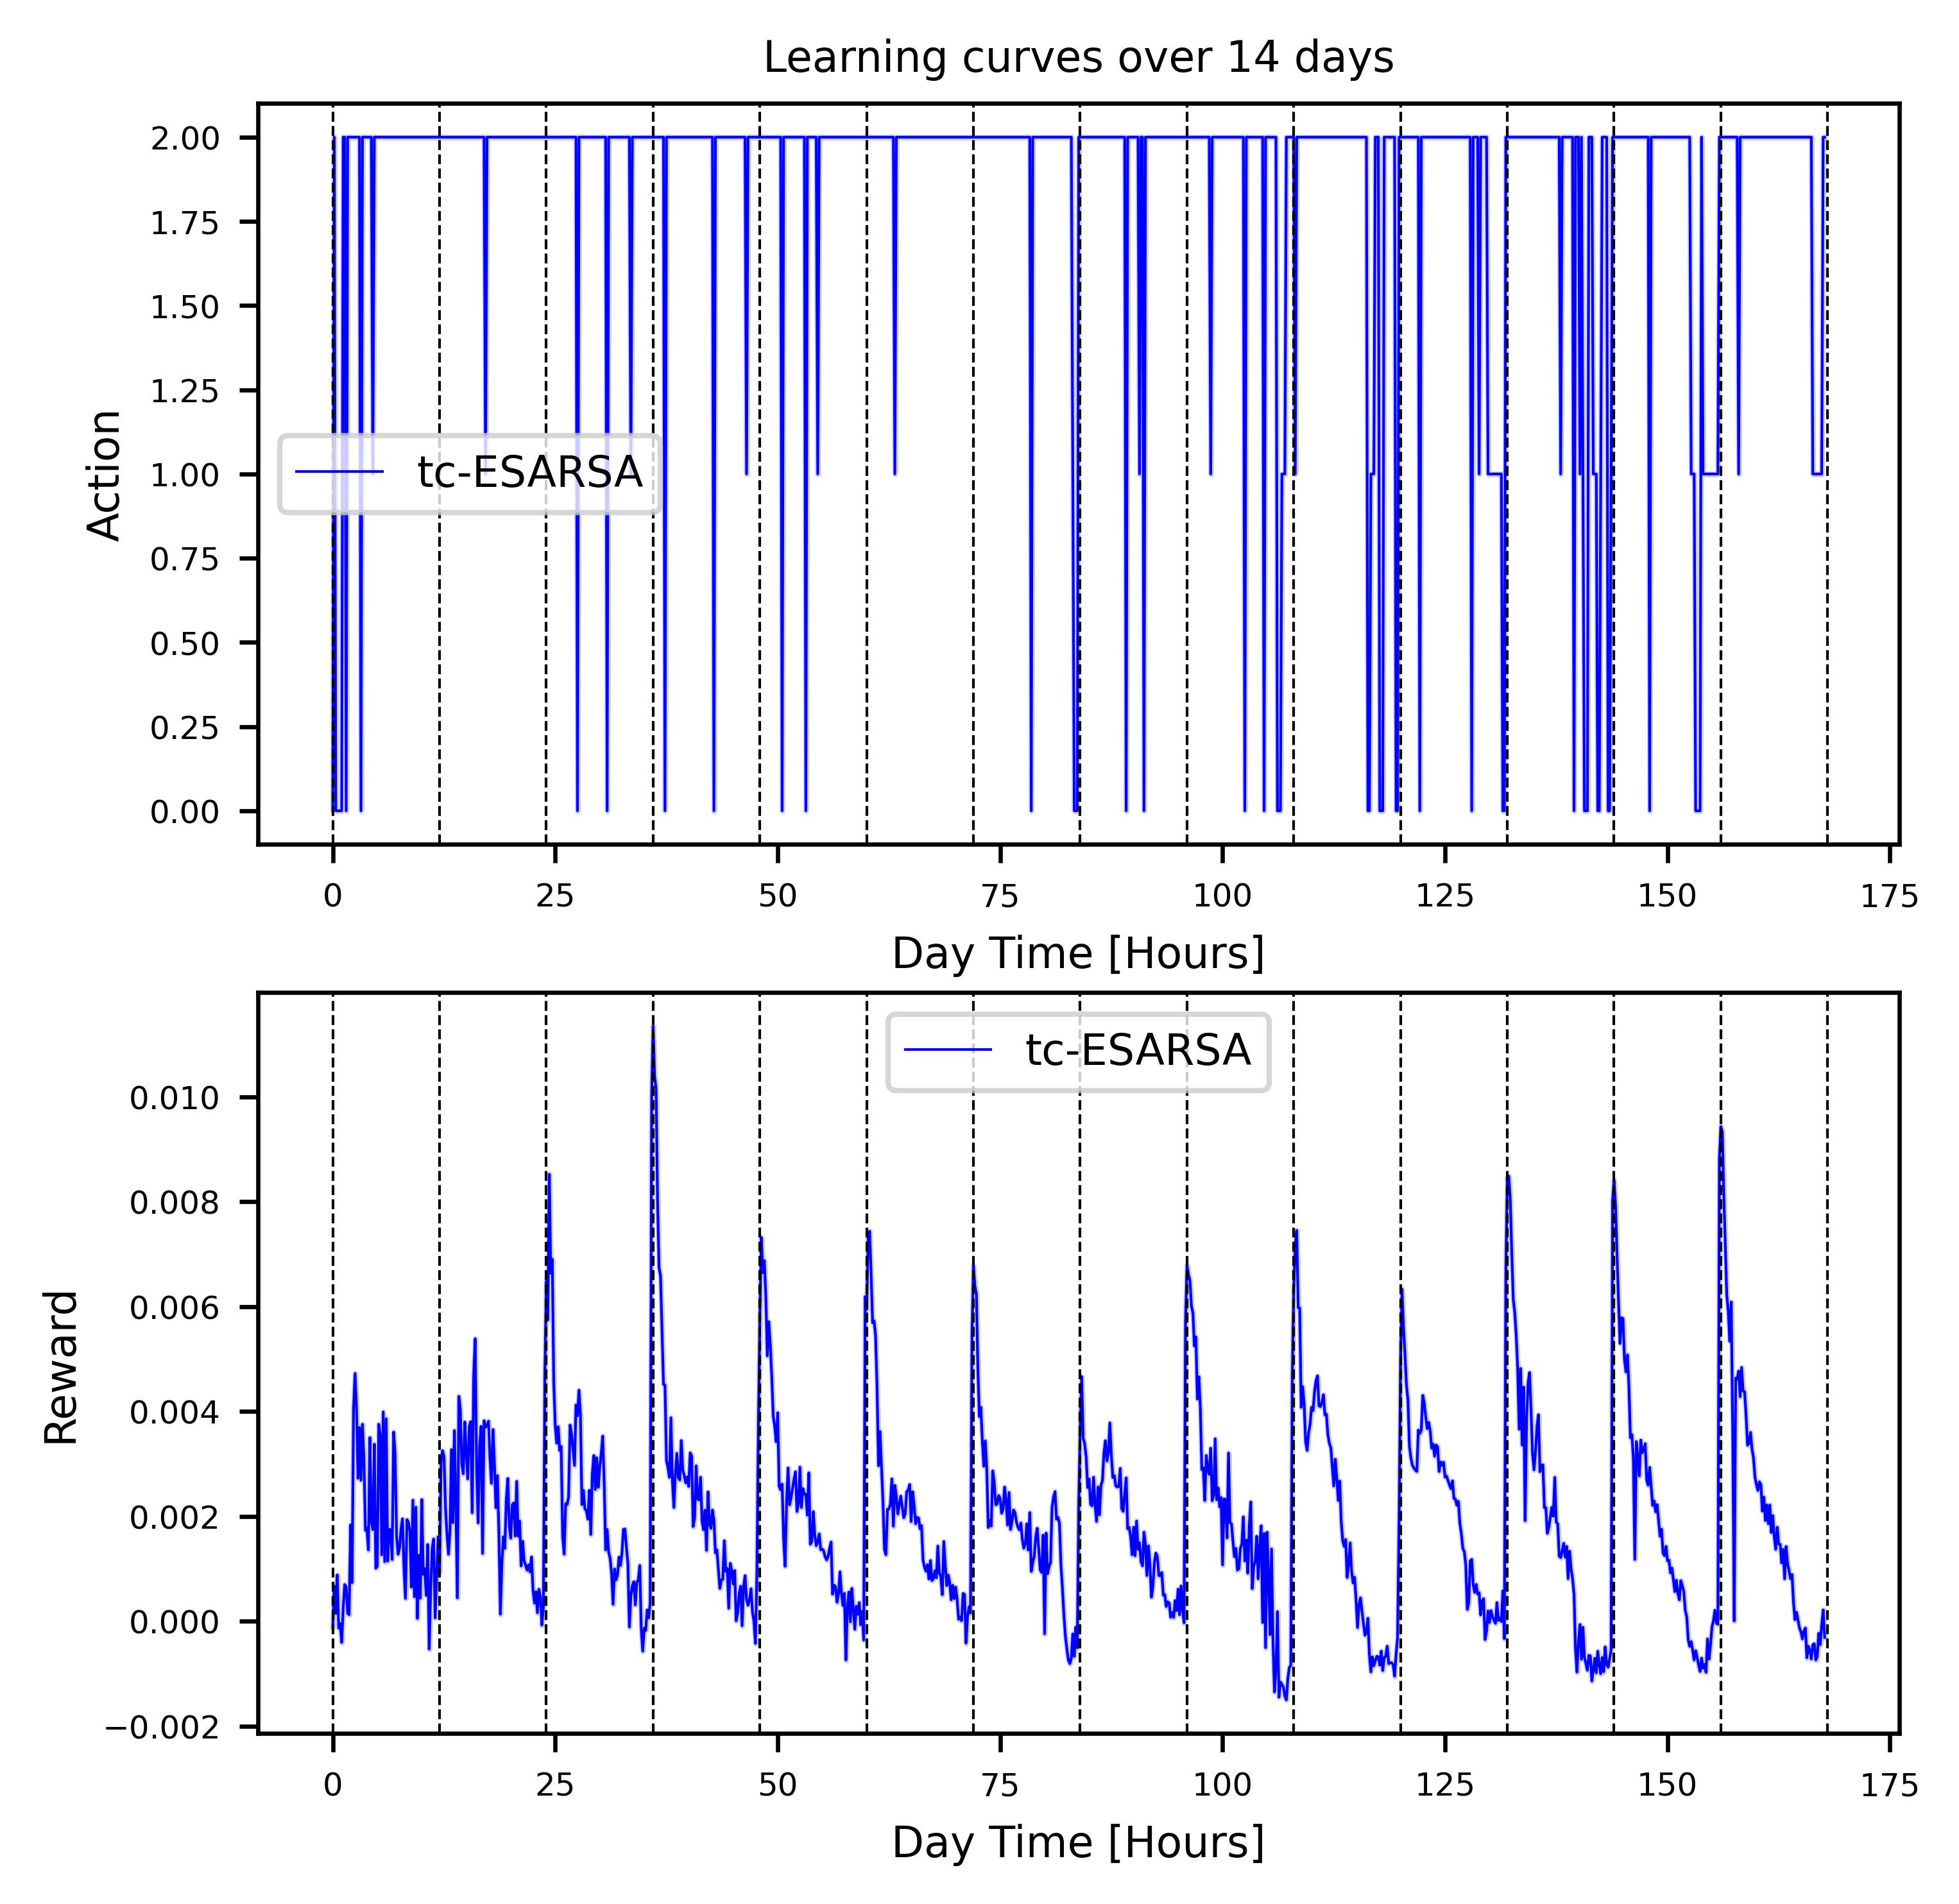 Learning curves over 14 days
2.00
1.75
1.50
1.25
1.00
0.75
0.50
0.25
0.00
Action
tc-ESARSA
0 25 50 75 100 125 150 175
Day Time [Hours]
tc-ESARSA
0.010
0.008
0.006
0.004
0.002
0.000
−0.002
Reward
0 25 50 75 100 125 150 175
Day Time [Hours]